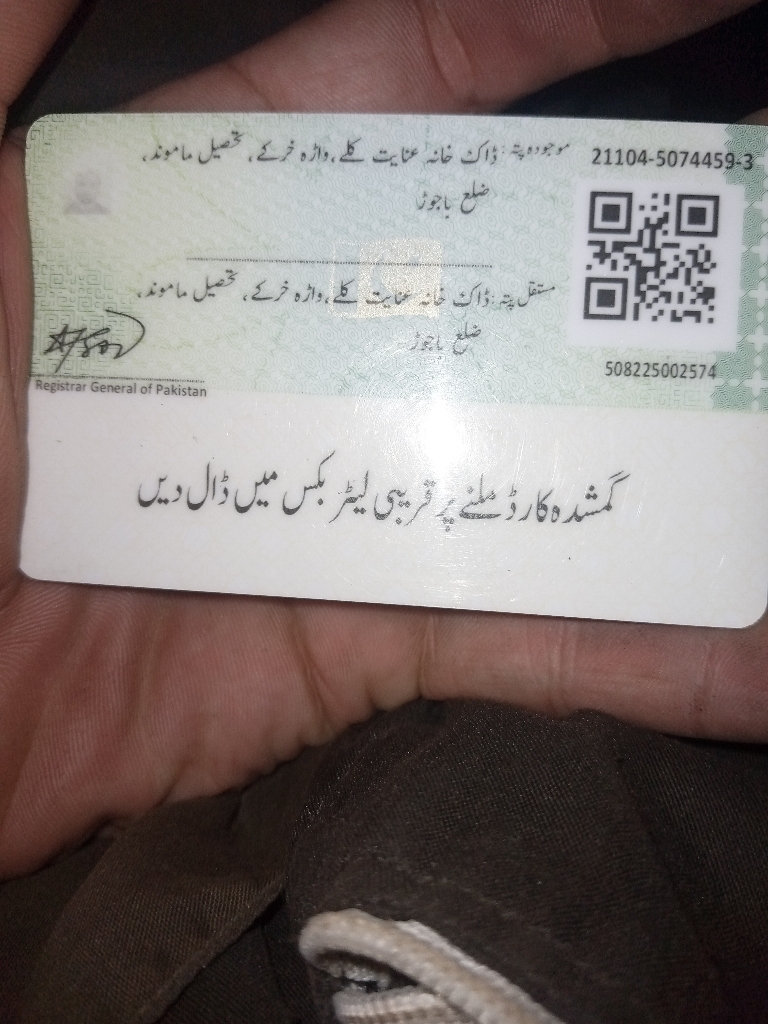 موجودہ پتہ: ڈاک خانہ عنایت کلے، واڑہ خرکے، تحصیل ماموند،
ضلع باجوڑ
21104-5074459-3
مستقل پتہ: ڈاک خانہ عنایت کلے، واڑہ خرکے، تحصیل ماموند،
ضلع باجوڑ
508225002574
Registrar General of Pakistan
گمشدہ کارڈ ملنے پر قریبی لیٹر بکس میں ڈال دیں